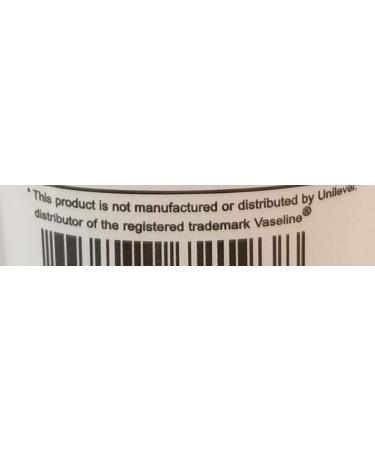 * This product is not manufactured or distributed by Unilever,
distributor of the registered trademark Vaseline®